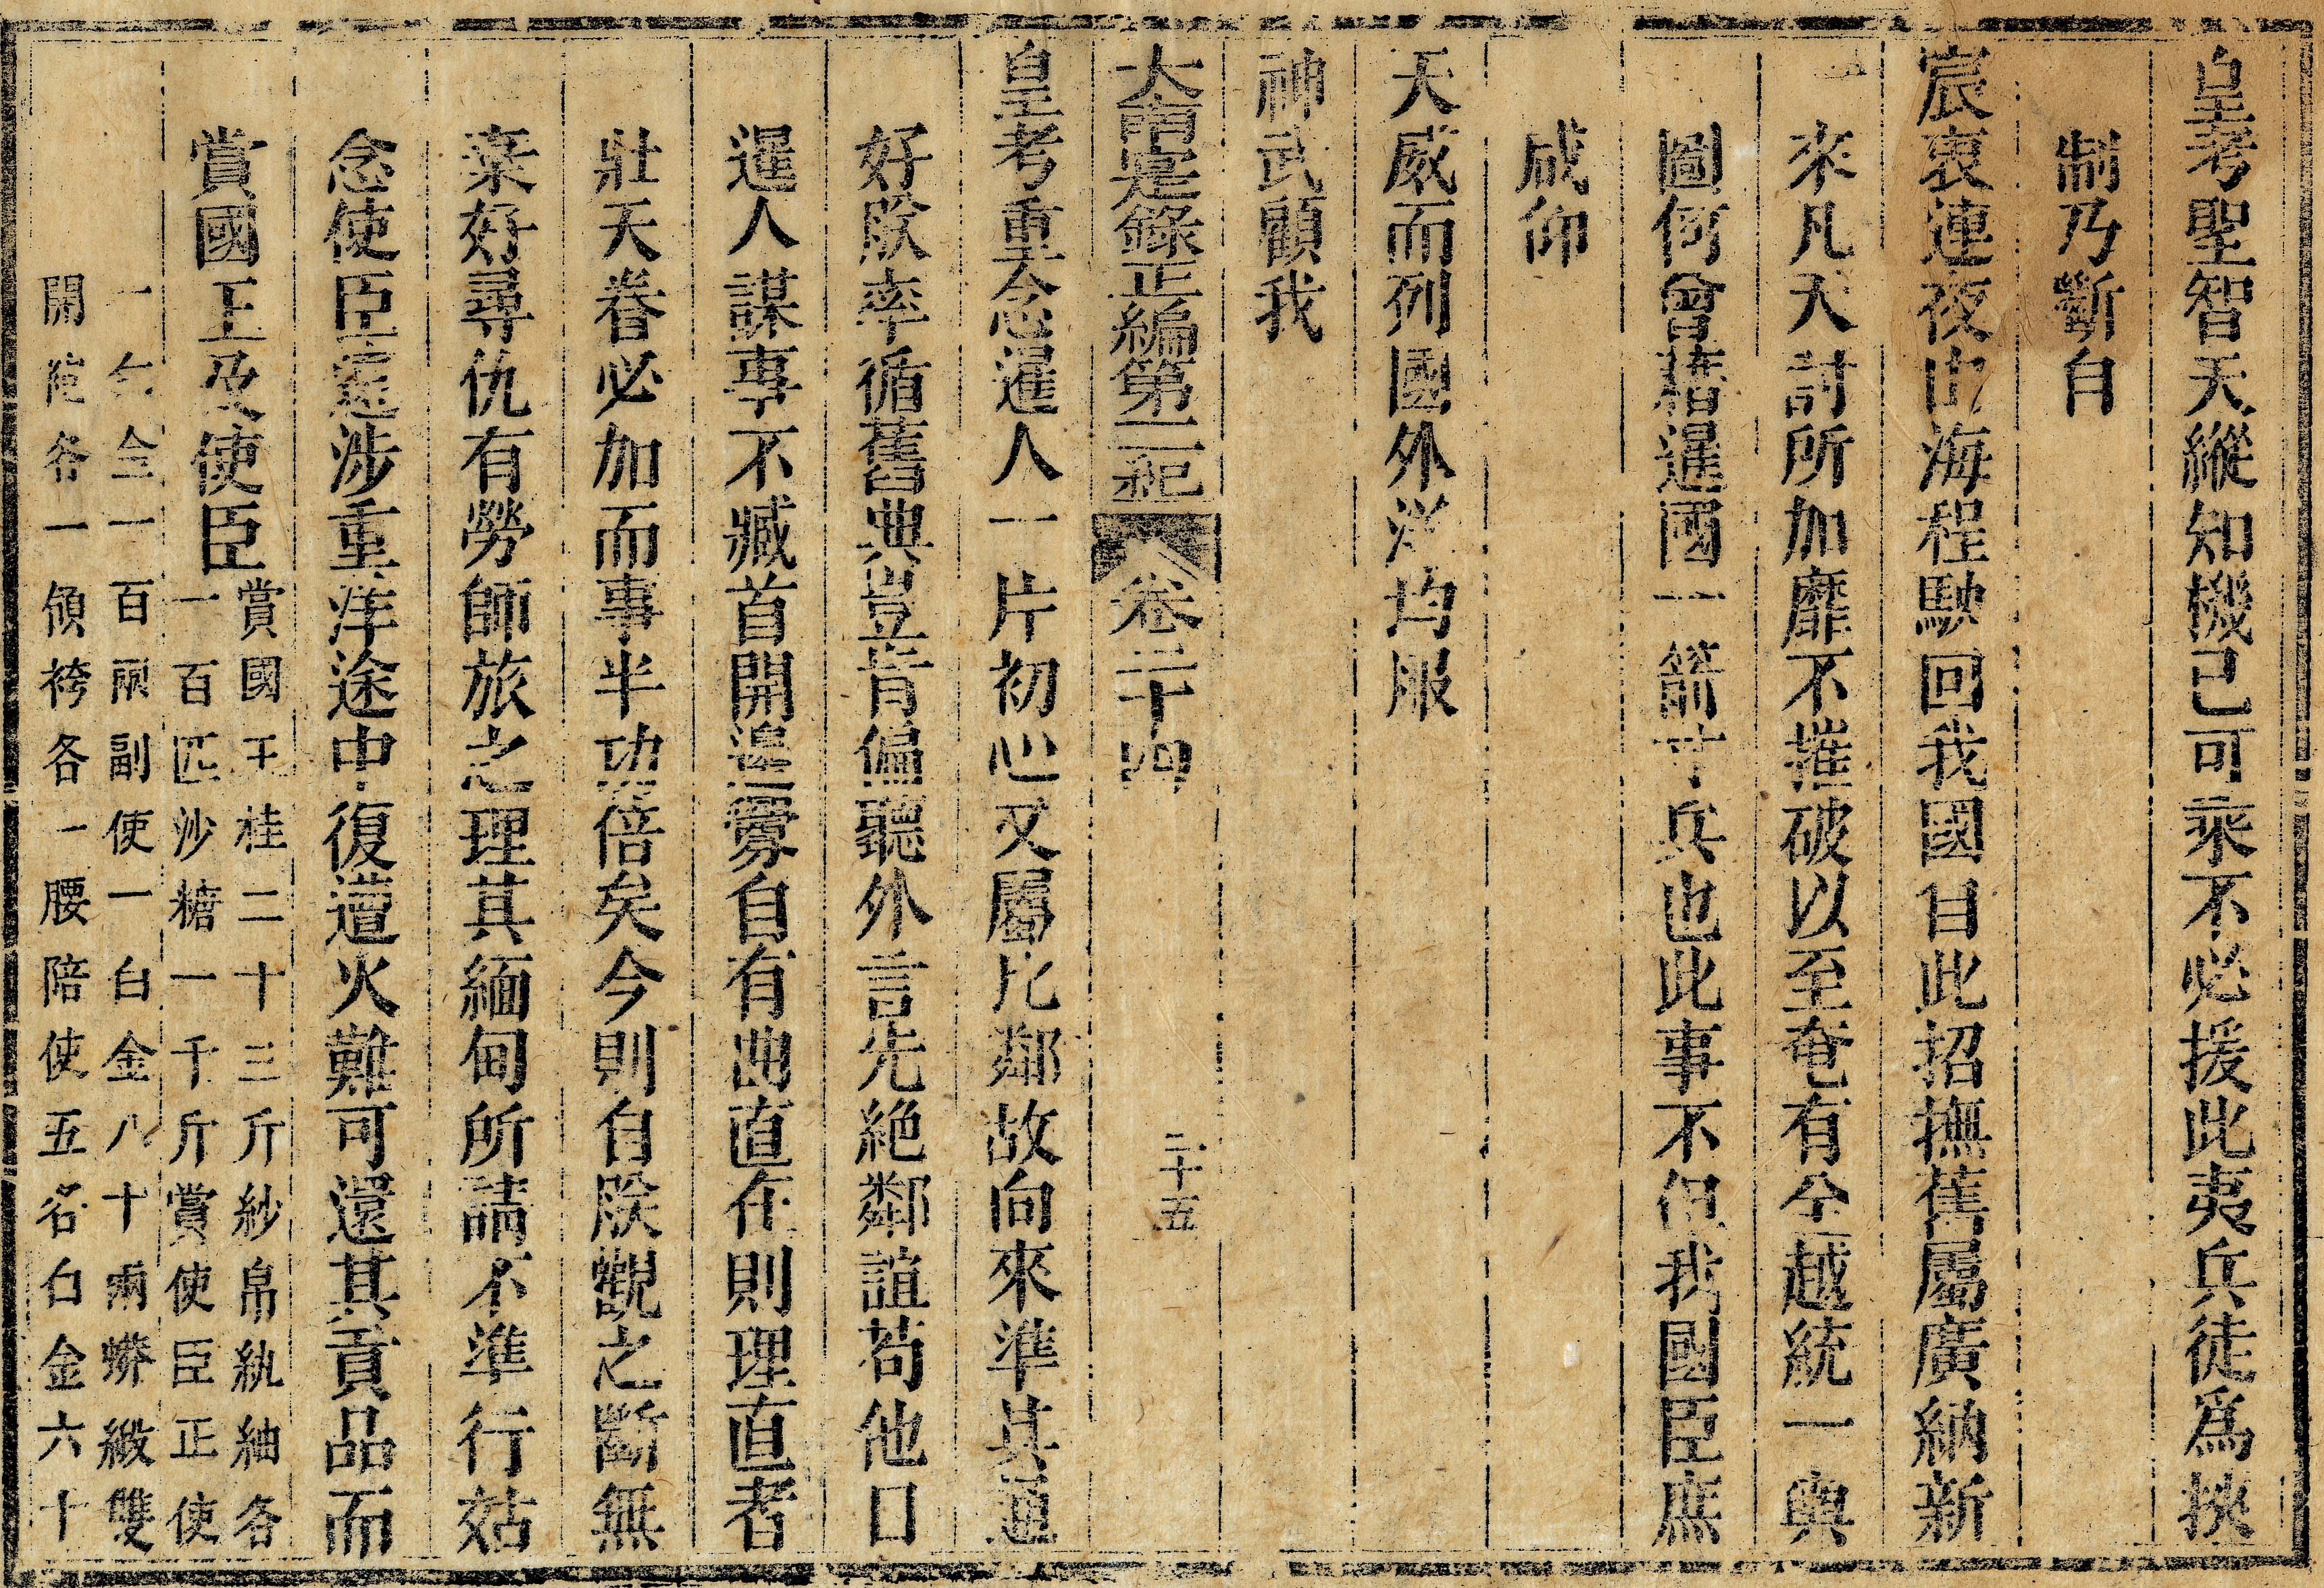 皇考聖智天縱知機已可乘不必援此夷兵徒爲挾
制乃斷自
宸衷連夜由海程駛回我國自此招撫舊屬廣納新
來凡天討所加靡不摧破以至奄有全越統一輿
圖何曾藉暹國一箭寸兵也此事不但我國臣庶
咸仰
天威而列國外洋均服
神武顧我
大南寔錄正編第二紀 卷二十四 二十五
皇考重念暹人一片初心又屬比鄰故向來準其通
好朕率循舊典豈肯偏聽外言先絶鄰誼苟他日
暹人謀事不臧首開邊釁自有曲直在則理直者
壯天眷必加而事半功倍矣今則自朕觀之斷無
棄好尋仇有勞師旅之理其緬甸所請不準行姑
念使臣遠涉重洋途中復遭火難可還其貢品而
賞國王及使臣
賞國王桂二十三斤紗帛紈紬各
一百匹沙糖一千斤賞使臣正使
一白金一百兩副使一白金八十兩蟒緞雙
開花各一領袴各一腰陪使五名白金六十